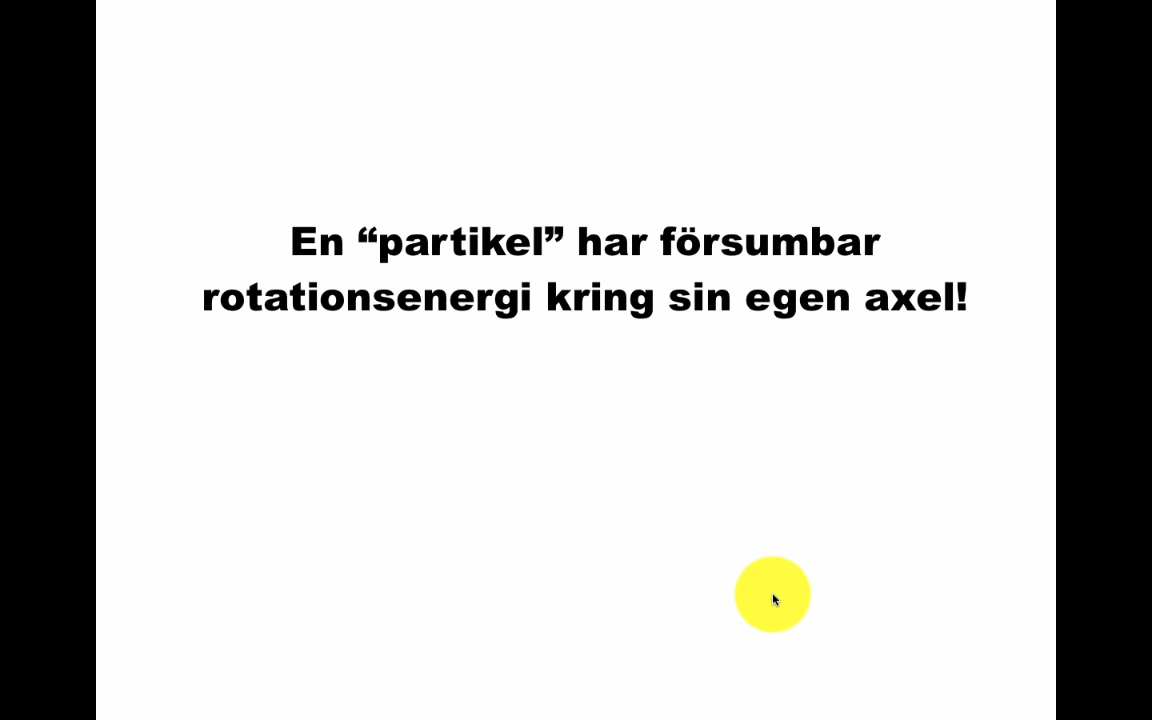 En “partikel” har försumbar
rotationsenergi kring sin egen axel!